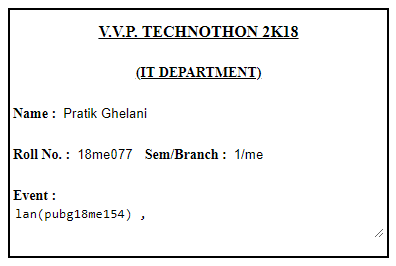 V.V.P. TECHNOTHON 2K18
(IT DEPARTMENT)
Name : Pratik Ghelani
Roll No. : 18me077 Sem/Branch : 1/me
Event :
lan(pubg18me154) ,